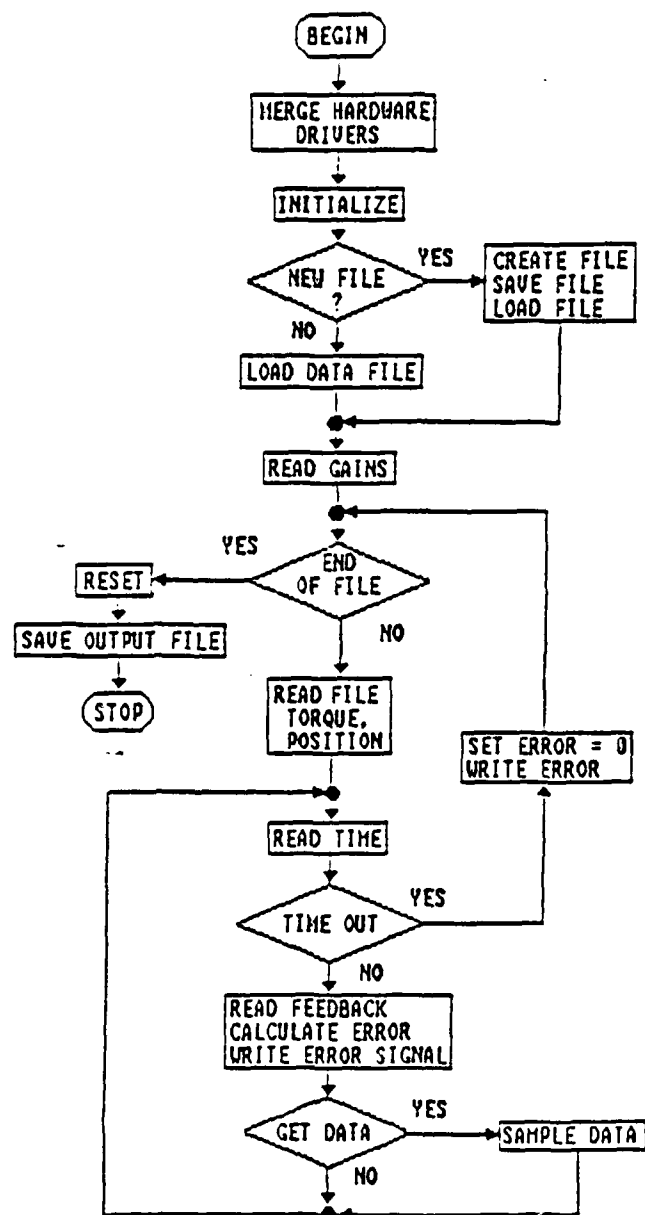 BEGIN
MERGE HARDWARE
DRIVERS
INITIALIZE
NEW FILE
?
YES
CREATE FILE
SAVE FILE
LOAD FILE
NO
LOAD DATA FILE
READ GAINS
END
OF FILE
YES
RESET
SAVE OUTPUT FILE
STOP
NO
READ FILE
TORQUE,
POSITION
SET ERROR = 0
WRITE ERROR
READ TIME
TIME OUT
YES
NO
READ FEEDBACK
CALCULATE ERROR
WRITE ERROR SIGNAL
GET DATA
YES
SAMPLE DATA
NO